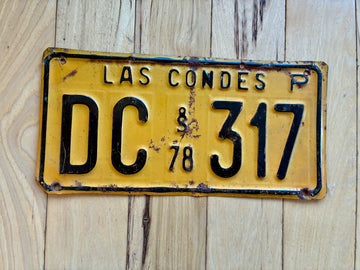 LAS CONDES P
DC 8 78 317